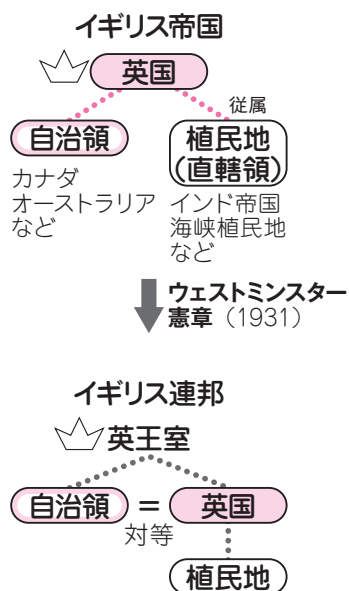 イギリス帝国
英国
従属
自治領
植民地
(直轄領)
カナダ
オーストラリア
など
インド帝国
海峡植民地
など
ウェストミンスター
憲章（1931）
イギリス連邦
英王室
自治領 = 英国
対等
植民地